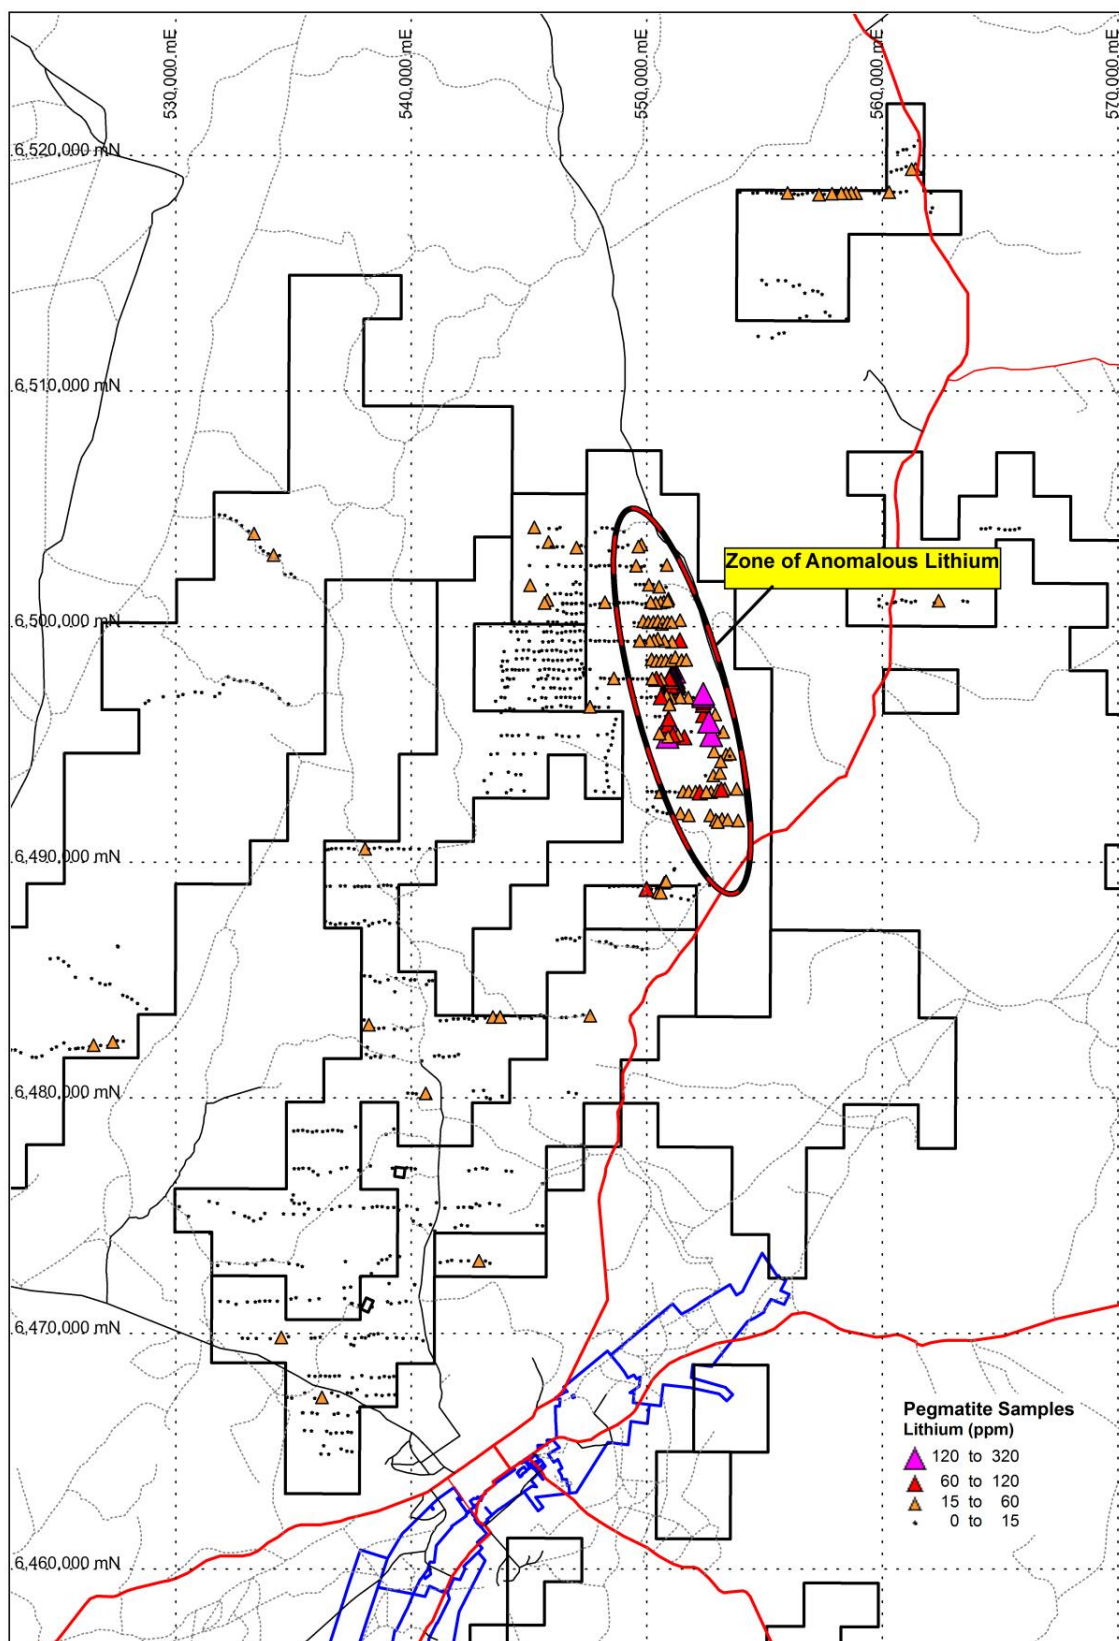 530,000 mE
540,000 mE
550,000 mE
560,000 mE
570,000 mE
6,520,000 mN
6,510,000 mN
Zone of Anomalous Lithium
6,500,000 mN
6,490,000 mN
6,480,000 mN
6,470,000 mN
Pegmatite Samples
Lithium (ppm)
120 to 320
60 to 120
15 to 60
0 to 15
6,460,000 mN